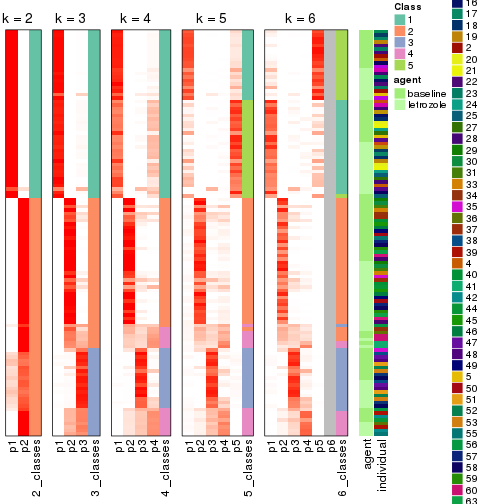 k = 2
k = 3
k = 4
k = 5
k = 6
p1
p2
2_classes
p1
p2
p3
3_classes
p1
p2
p3
p4
4_classes
p1
p2
p3
p4
p5
5_classes
p1
p2
p3
p4
p5
p6
6_classes
agent
individual
Class
1
2
3
4
5
agent
baseline
letrozole
16
17
18
19
2
20
21
22
23
24
25
27
28
29
30
31
33
34
35
36
37
38
39
4
40
41
42
44
45
46
47
48
49
5
50
51
52
53
55
56
57
58
59
60
63